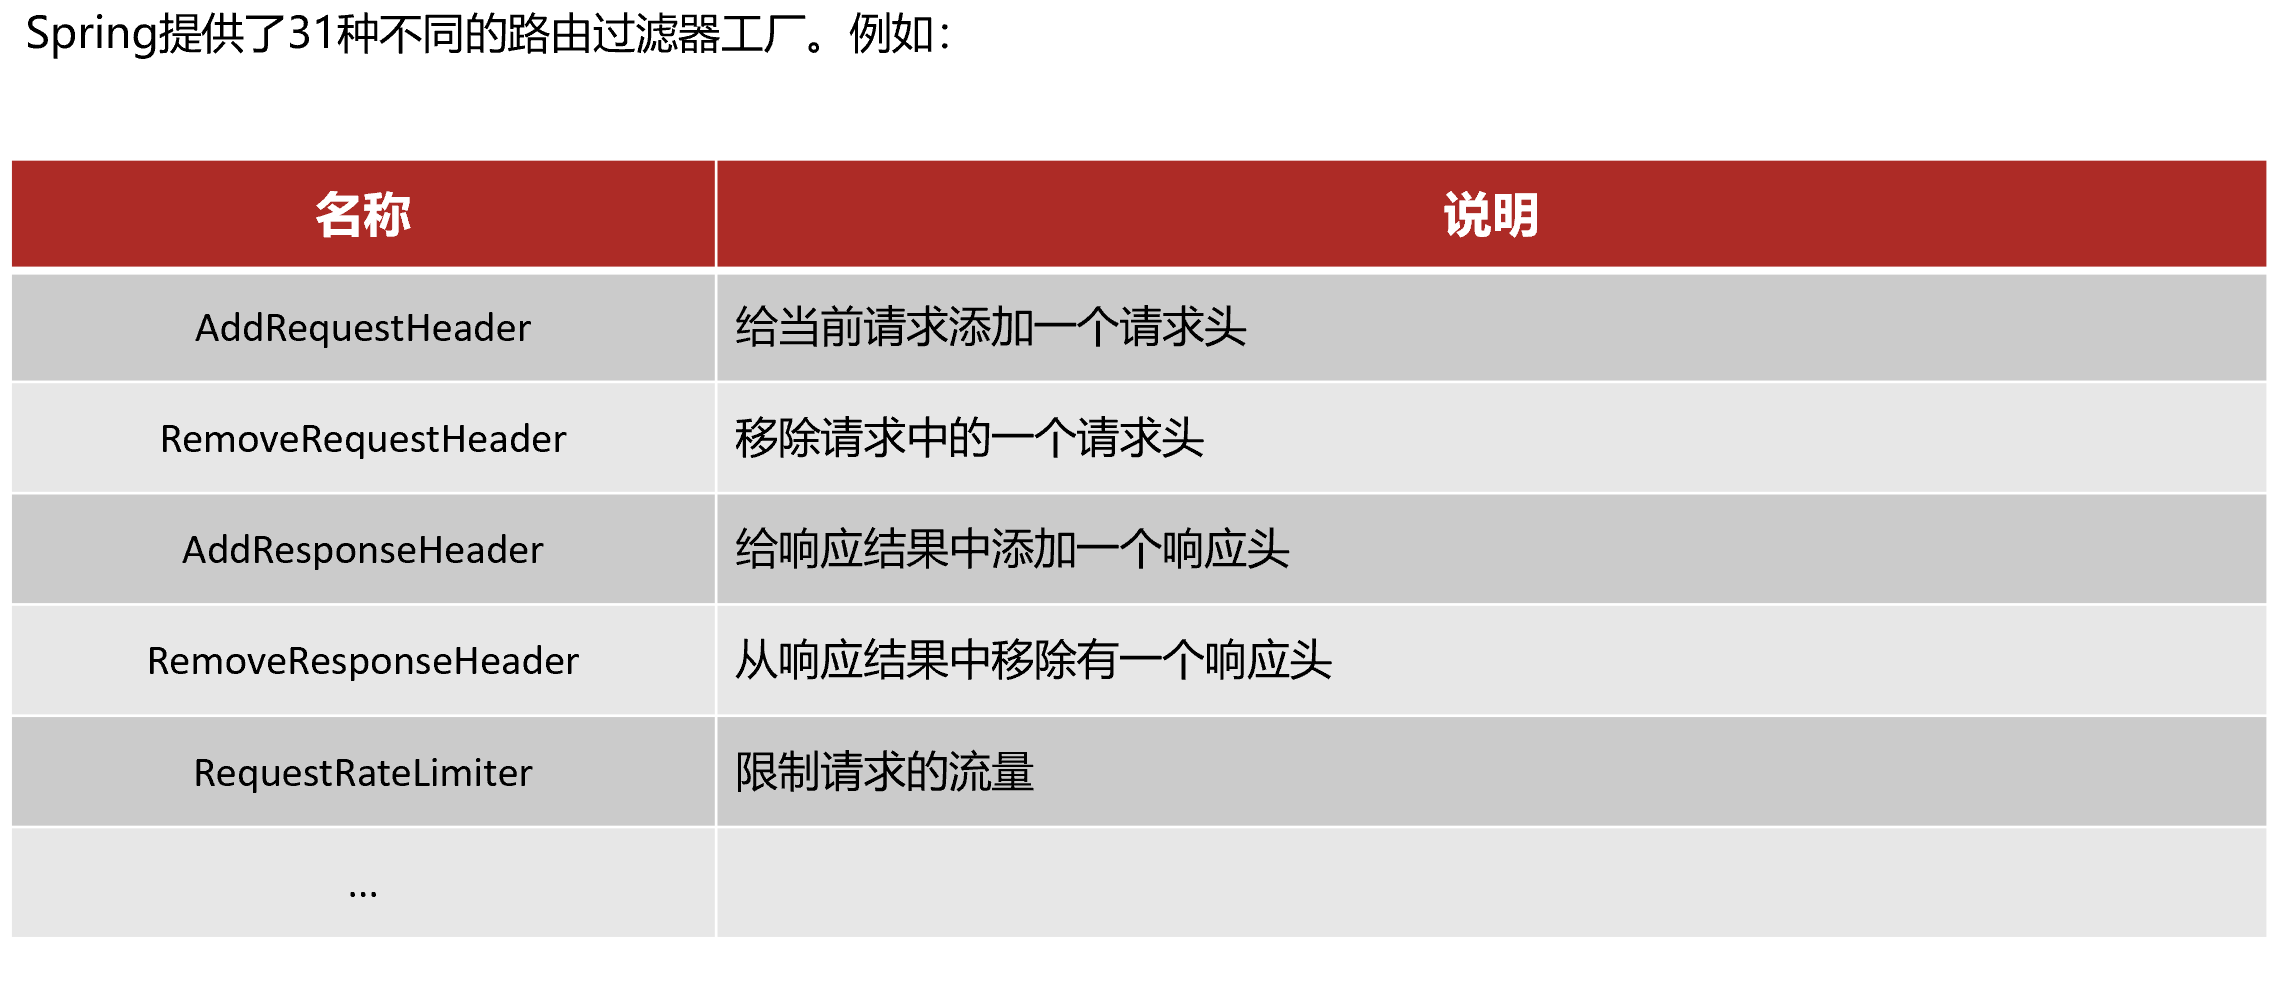 Spring提供了31种不同的路由过滤器工厂。例如：
名称 说明
AddRequestHeader 给当前请求添加一个请求头
RemoveRequestHeader 移除请求中的一个请求头
AddResponseHeader 给响应结果中添加一个响应头
RemoveResponseHeader 从响应结果中移除有一个响应头
RequestRateLimiter 限制请求的流量
...